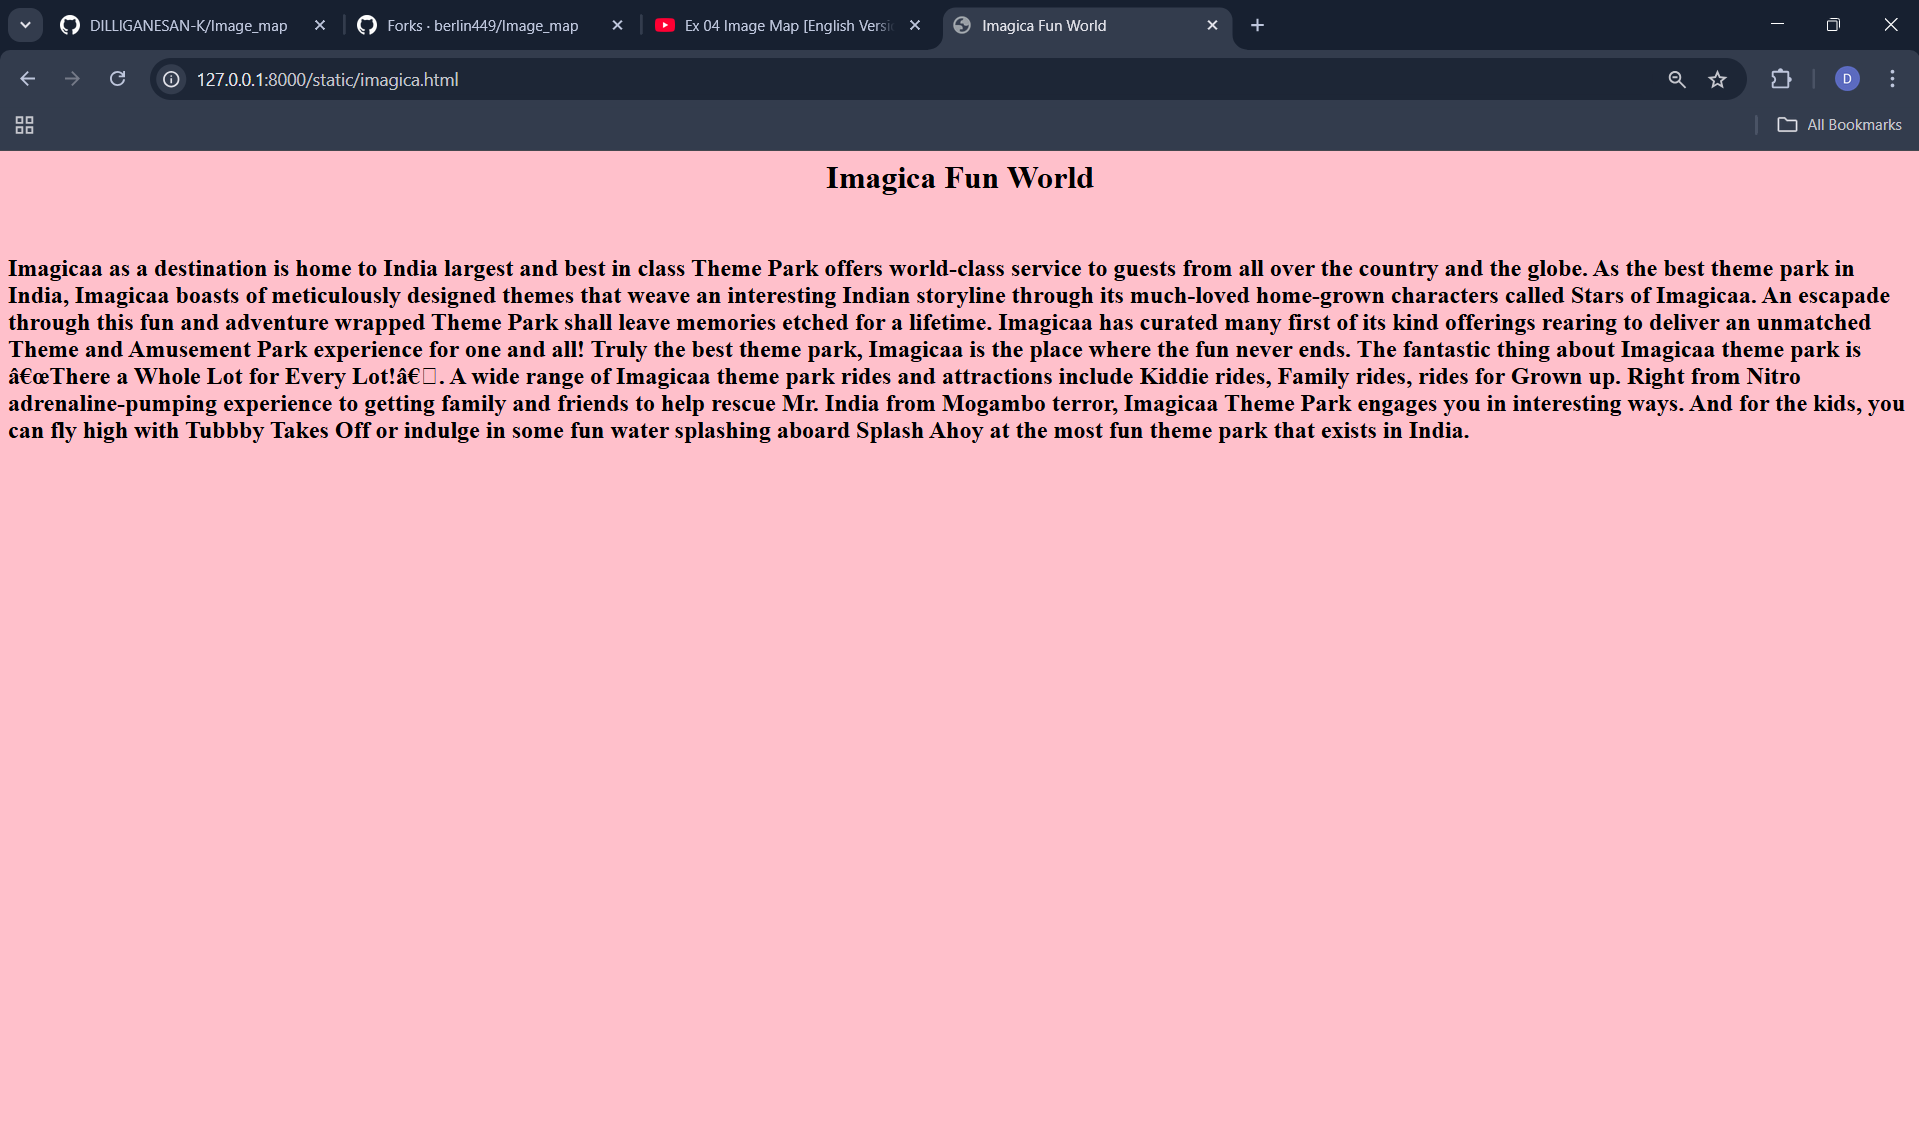 DILLIGANESAN-K/Image_map
Forks · berlin449/Image_map
Ex 04 Image Map [English Versi
Imagica Fun World
127.0.0.1:8000/static/imagica.html
D
All Bookmarks
Imagica Fun World
Imagicaa as a destination is home to India largest and best in class Theme Park offers world-class service to guests from all over the country and the globe. As the best theme park in
India, Imagicaa boasts of meticulously designed themes that weave an interesting Indian storyline through its much-loved home-grown characters called Stars of Imagicaa. An escapade
through this fun and adventure wrapped Theme Park shall leave memories etched for a lifetime. Imagicaa has curated many first of its kind offerings rearing to deliver an unmatched
Theme and Amusement Park experience for one and all! Truly the best theme park, Imagicaa is the place where the fun never ends. The fantastic thing about Imagicaa theme park is
â€œThere a Whole Lot for Every Lot!â€□. A wide range of Imagicaa theme park rides and attractions include Kiddie rides, Family rides, rides for Grown up. Right from Nitro
adrenaline-pumping experience to getting family and friends to help rescue Mr. India from Mogambo terror, Imagicaa Theme Park engages you in interesting ways. And for the kids, you
can fly high with Tubbby Takes Off or indulge in some fun water splashing aboard Splash Ahoy at the most fun theme park that exists in India.